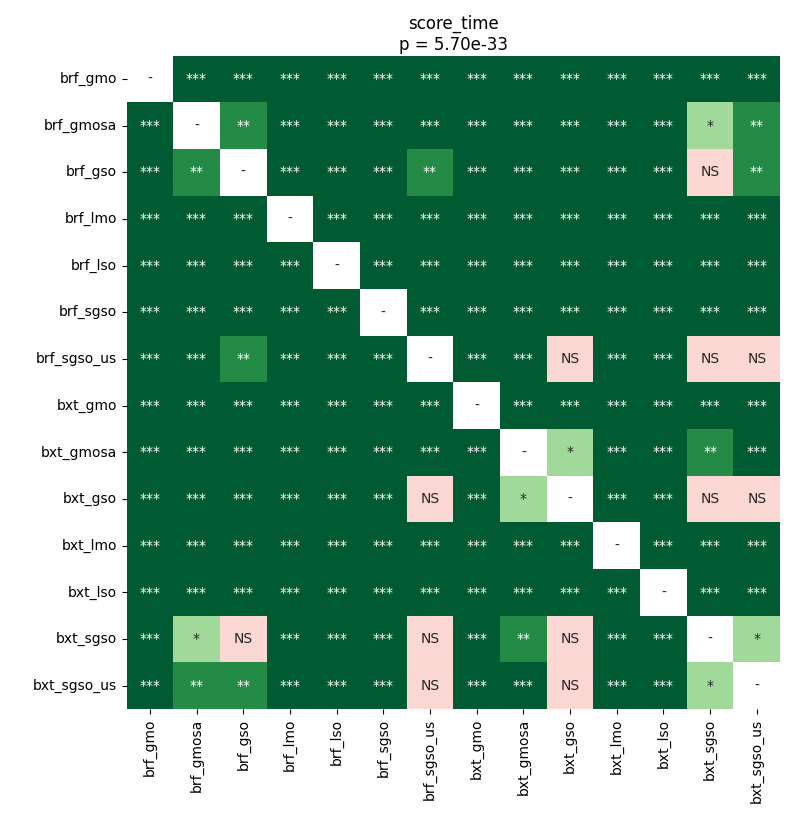 score_time
p = 5.70e-33
brf_gmo - *** *** *** *** *** *** *** *** *** *** *** *** ***
brf_gmosa *** - ** *** *** *** *** *** *** *** *** *** * **
brf_gso *** ** - *** *** *** ** *** *** *** *** *** NS **
brf_lmo *** *** *** - *** *** *** *** *** *** *** *** *** ***
brf_lso *** *** *** *** - *** *** *** *** *** *** *** *** ***
brf_sgso *** *** *** *** *** - *** *** *** *** *** *** *** ***
brf_sgso_us *** *** ** *** *** *** - *** *** NS *** *** NS NS
bxt_gmo *** *** *** *** *** *** *** - *** *** *** *** *** ***
bxt_gmosa *** *** *** *** *** *** *** *** - * *** *** ** ***
bxt_gso *** *** *** *** *** *** NS *** * - *** *** NS NS
bxt_lmo *** *** *** *** *** *** *** *** *** *** - *** *** ***
bxt_lso *** *** *** *** *** *** *** *** *** *** *** - *** ***
bxt_sgso *** * NS *** *** *** NS *** ** NS *** *** - *
bxt_sgso_us *** ** ** *** *** *** NS *** *** NS *** *** * -
brf_gmo
brf_gmosa
brf_gso
brf_lmo
brf_lso
brf_sgso
brf_sgso_us
bxt_gmo
bxt_gmosa
bxt_gso
bxt_lmo
bxt_lso
bxt_sgso
bxt_sgso_us